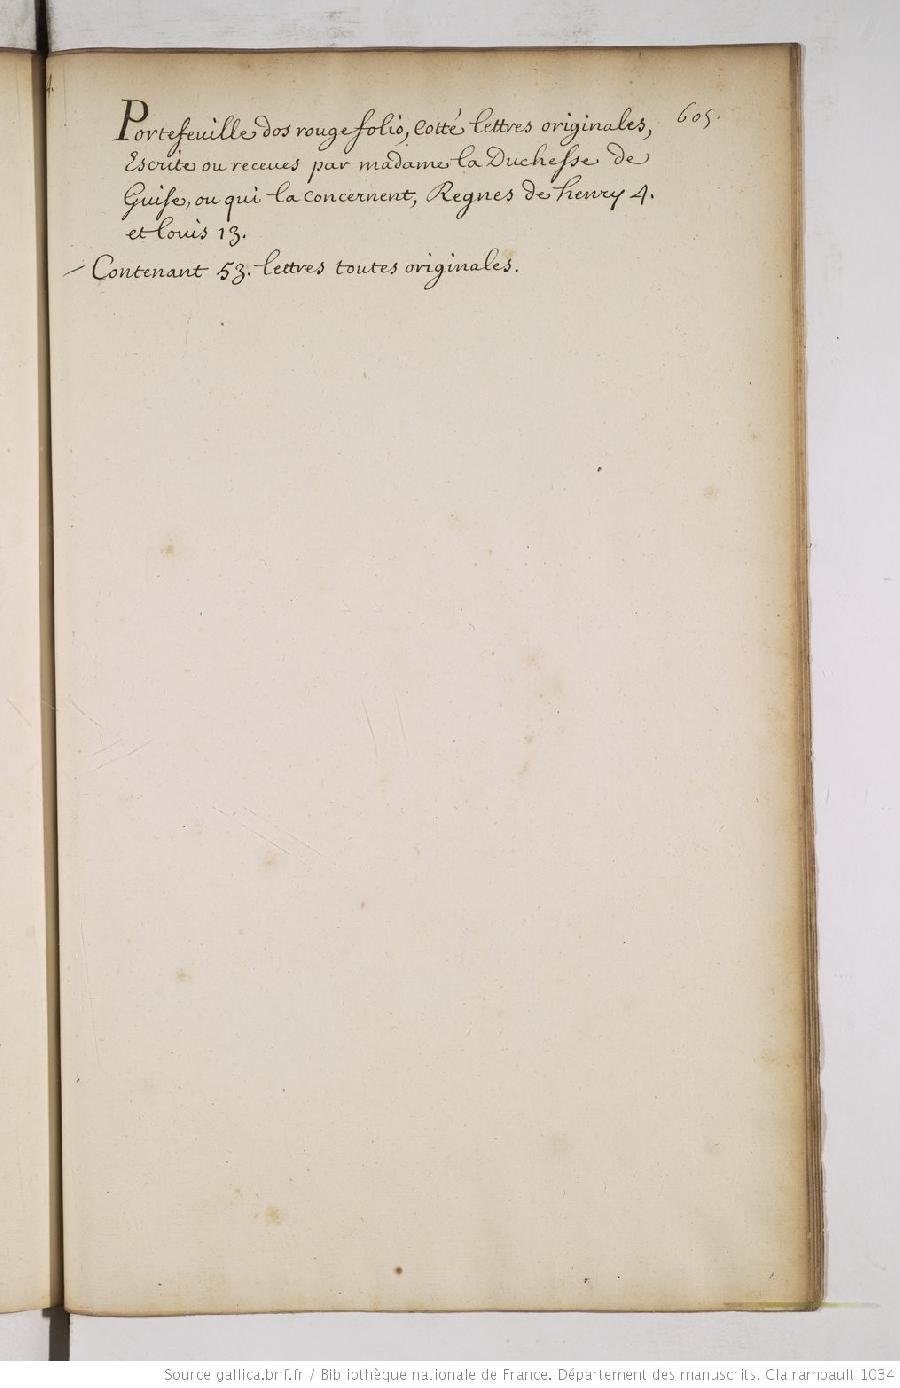 605.
Portefeuille dos rouge folio, cotté lettres originales,
Escrite ou receues par madame la Duchesse de
Guise, ou qui la concernent, Regnes de henry 4.
et louis 13.
Contenant 53. lettres toutes originales.
Source gallica.bnf.fr / Bibliothèque nationale de France. Département des manuscrits. Clairambault 1034